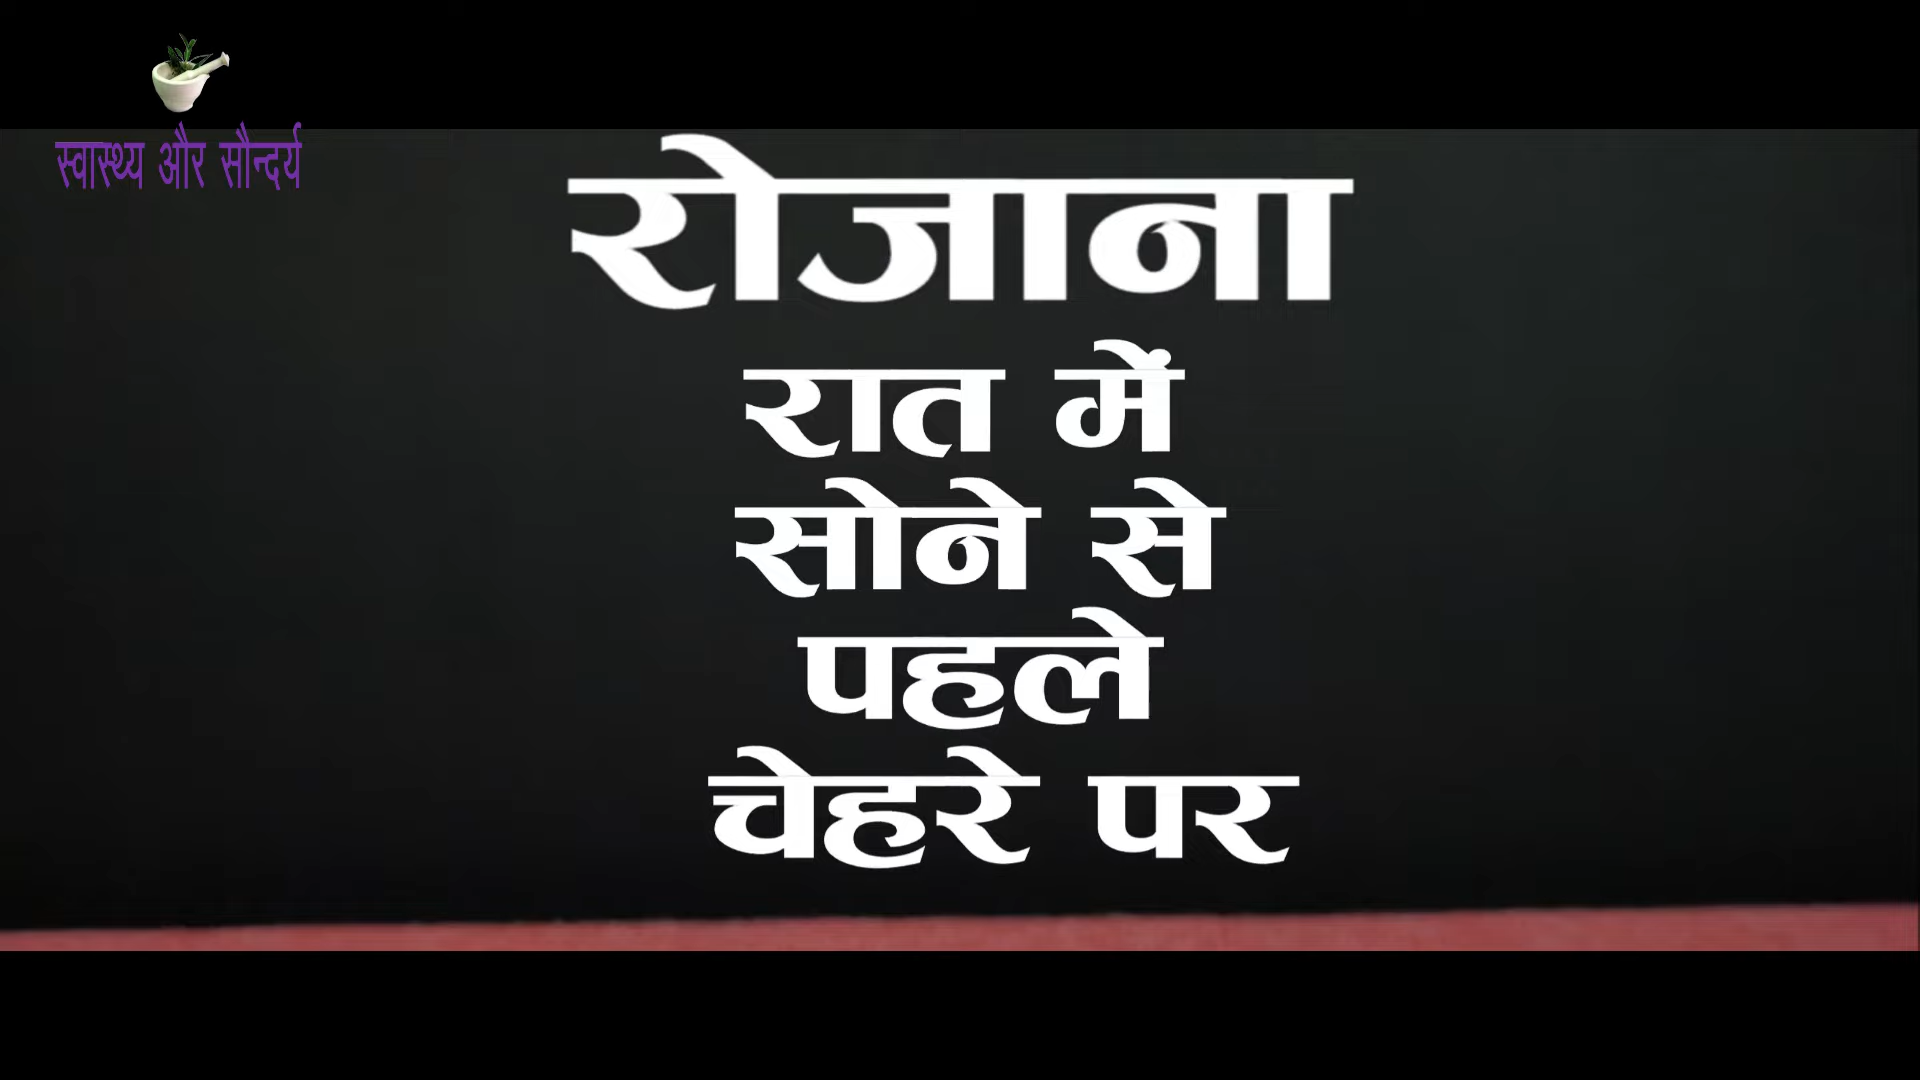 स्वास्थ्य और सौन्दर्य
रोजाना
रात में
सोने से
पहले
चेहरे पर